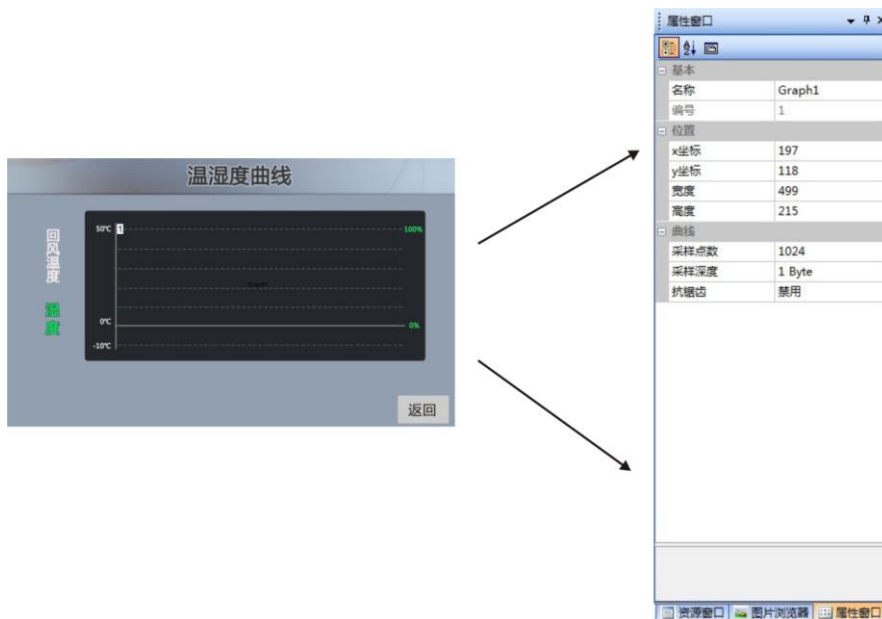 温湿度曲线
回风温度
湿度
50℃
1
100%
Graph1
0℃
0%
-10℃
返回
属性窗口
基本
名称 Graph1
编号 1
位置
x坐标 197
y坐标 118
宽度 499
高度 215
曲线
采样点数 1024
采样深度 1 Byte
抗锯齿 禁用
资源窗口 图片浏览器 属性窗口